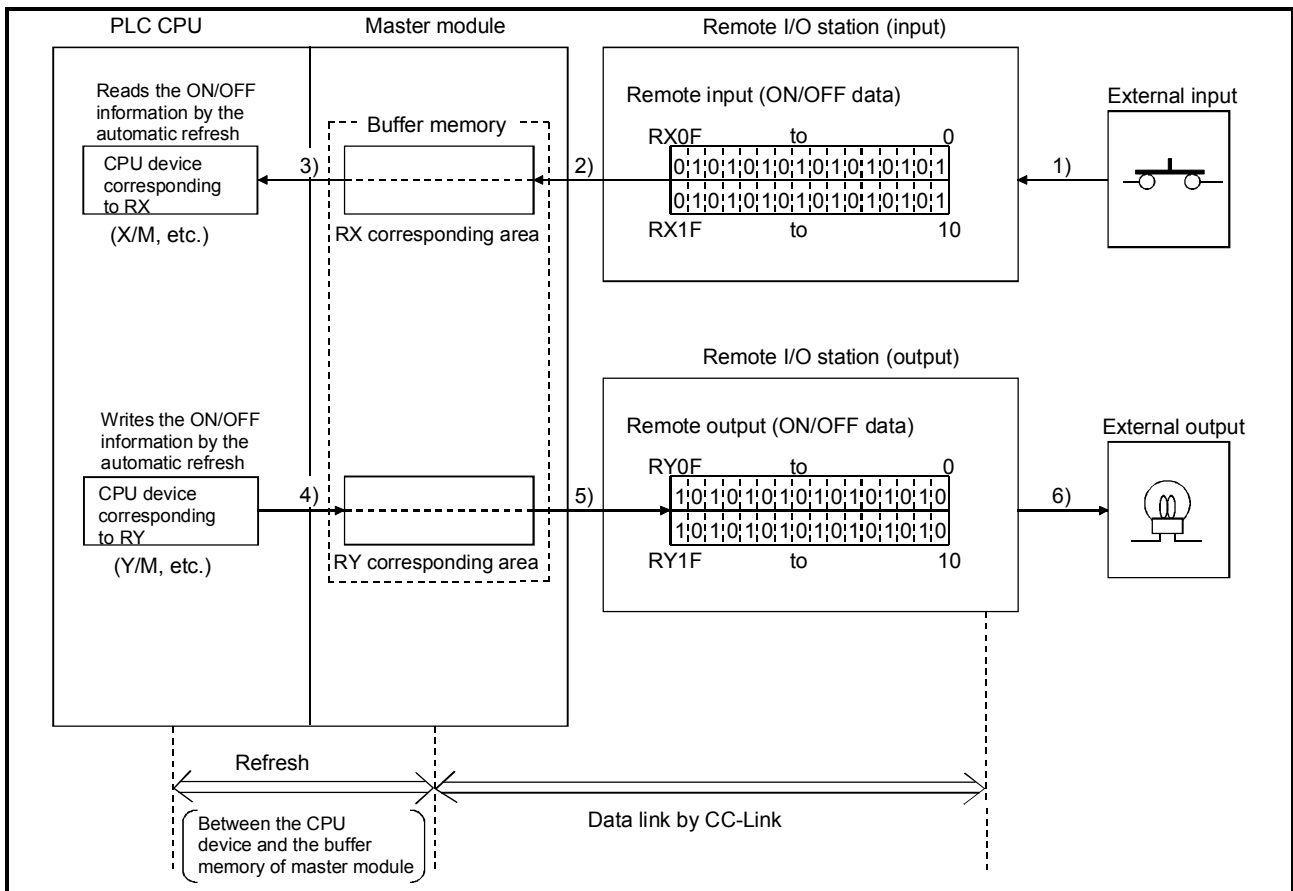 PLC CPU
Master module
Remote I/O station (input)
Reads the ON/OFF
information by the
automatic refresh
CPU device
corresponding
to RX
(X/M, etc.)
3)
Buffer memory
RX corresponding area
2)
Remote input (ON/OFF data)
RX0F to 0
0 1 0 1 0 1 0 1 0 1 0 1 0 1 0 1
0 1 0 1 0 1 0 1 0 1 0 1 0 1 0 1
RX1F to 10
1)
External input
Remote I/O station (output)
Writes the ON/OFF
information by the
automatic refresh
CPU device
corresponding
to RY
(Y/M, etc.)
4)
RY corresponding area
5)
Remote output (ON/OFF data)
RY0F to 0
1 0 1 0 1 0 1 0 1 0 1 0 1 0 1 0
1 0 1 0 1 0 1 0 1 0 1 0 1 0 1 0
RY1F to 10
6)
External output
Refresh
Between the CPU
device and the buffer
memory of master module
Data link by CC-Link